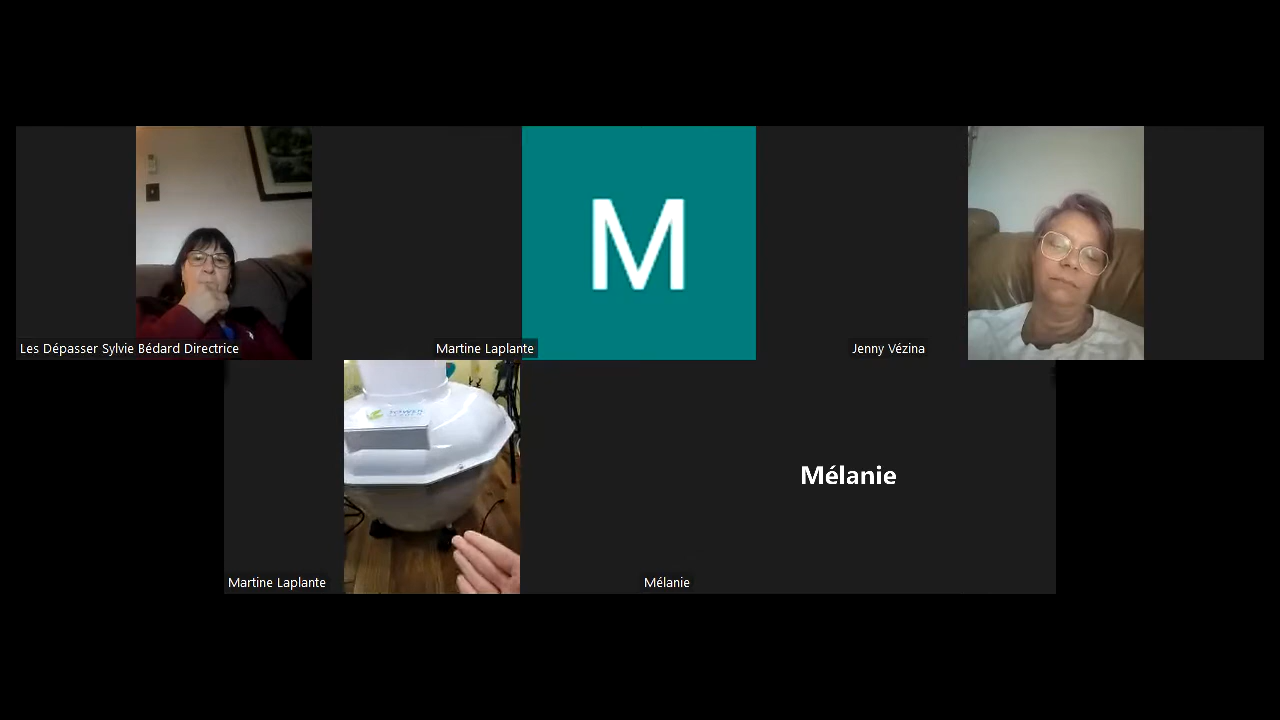 Les Dépasser Sylvie Bédard Directrice
Martine Laplante
M
Jenny Vézina
Martine Laplante
Mélanie
Mélanie